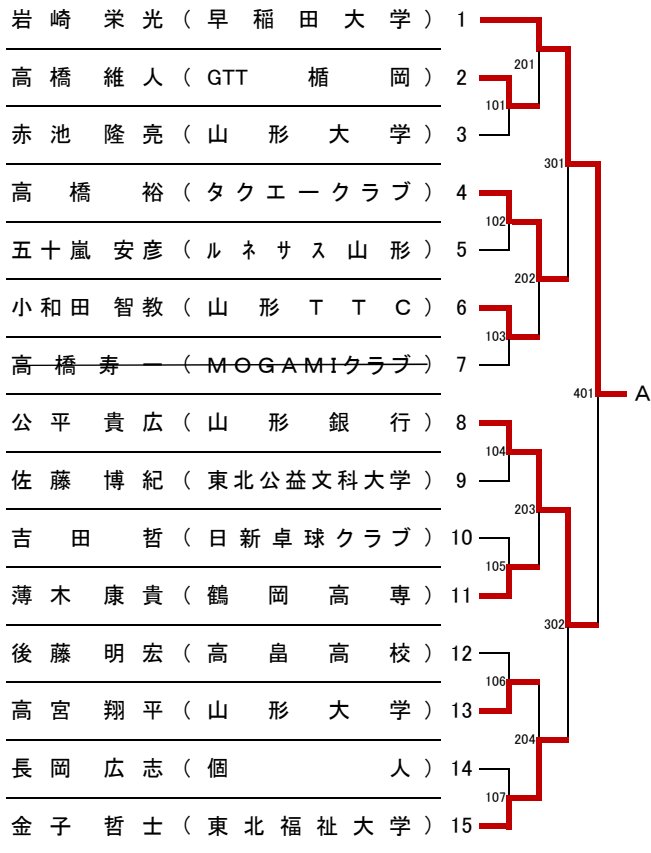 岩崎 栄光 (早稲田大学) 1
201
高橋維人 (GTT 楯岡) 2
101
赤池隆亮 (山形大学) 3
301
高橋 裕 (タクエークラブ) 4
102
五十嵐安彦 (ルネサス山形) 5
202
小和田智教 (山形TTC) 6
103
高橋寿一 (MOGAMIクラブ) 7
401 A
公平貴広 (山形銀行) 8
104
佐藤博紀 (東北公益文科大学) 9
203
吉田 哲 (日新卓球クラブ) 10
105
薄木康貴 (鶴岡高専) 11
302
後藤明宏 (高畠高校) 12
106
高宮翔平 (山形大学) 13
204
長岡広志 (個人) 14
107
金子哲士 (東北福祉大学) 15